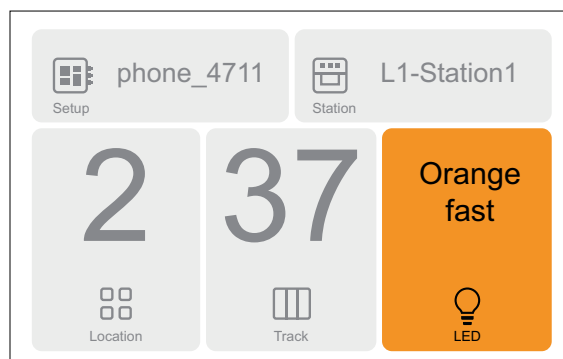 phone_4711
Setup
L1-Station1
Station
2
Location
37
Track
Orange
fast
LED